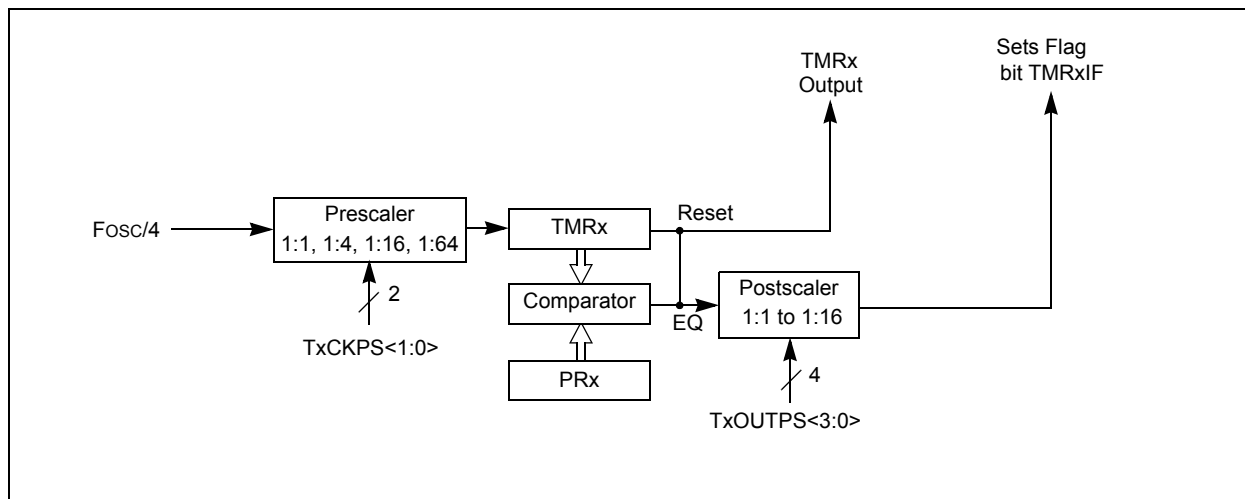 TMRx
Output
Sets Flag
bit TMRxIF
Fosc/4
Prescaler
1:1, 1:4, 1:16, 1:64
2
TxCKPS<1:0>
TMRx
Reset
Comparator
EQ
PRx
Postscaler
1:1 to 1:16
4
TxOUTPS<3:0>